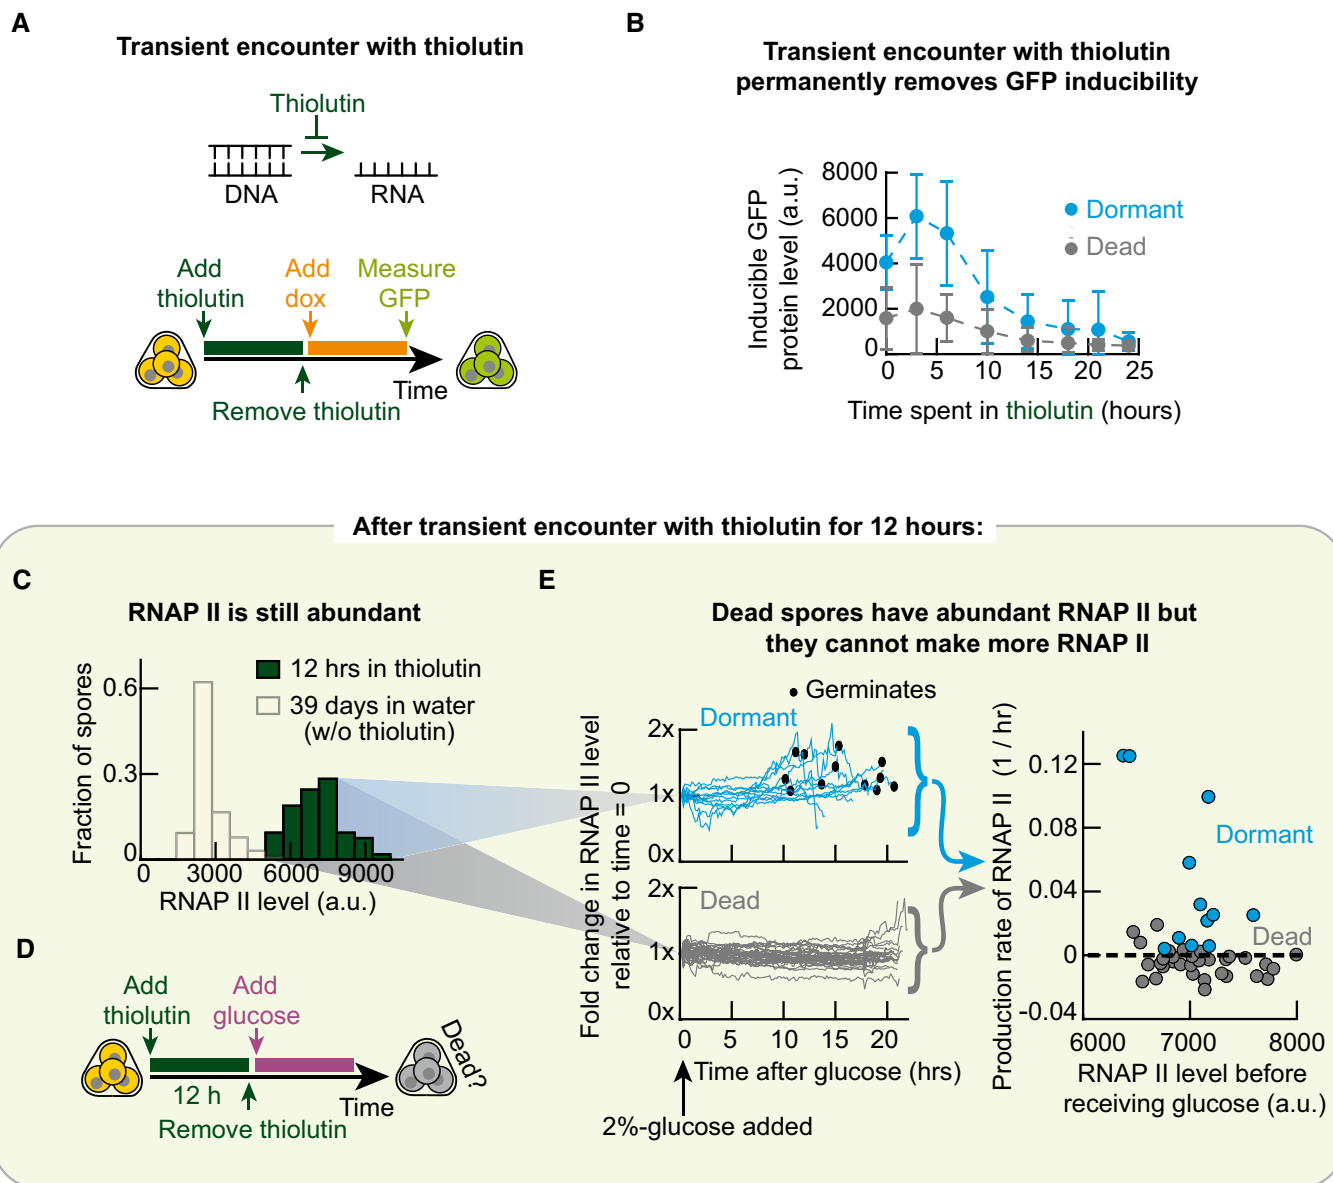 A
Transient encounter with thiolutin
Thiolutin
DNA
RNA
Add
thiolutin
Add
dox
Measure
GFP
Time
Remove thiolutin
B
Transient encounter with thiolutin
permanently removes GFP inducibility
Inducible GFP
protein level (a.u.)
8000
6000
4000
2000
0
Dormant
Dead
0 5 10 15 20 25
Time spent in thiolutin (hours)
After transient encounter with thiolutin for 12 hours:
C
RNAP II is still abundant
Fraction of spores
0.6
0.3
0
12 hrs in thiolutin
39 days in water
(w/o thiolutin)
0 3000 6000 9000
RNAP II level (a.u.)
D
Add
thiolutin
Add
glucose
12 h
Time
Remove thiolutin
Dead?
E
Dead spores have abundant RNAP II but
they cannot make more RNAP II
Germinates
Fold change in RNAP II level
relative to time = 0
2x
1x
0x
Dormant
2x
1x
0x
Dead
0 5 10 15 20
Time after glucose (hrs)
2%-glucose added
Production rate of RNAP II (1 / hr)
0.12
0.08
0.04
0
-0.04
Dormant
Dead
6000 7000 8000
RNAP II level before
receiving glucose (a.u.)